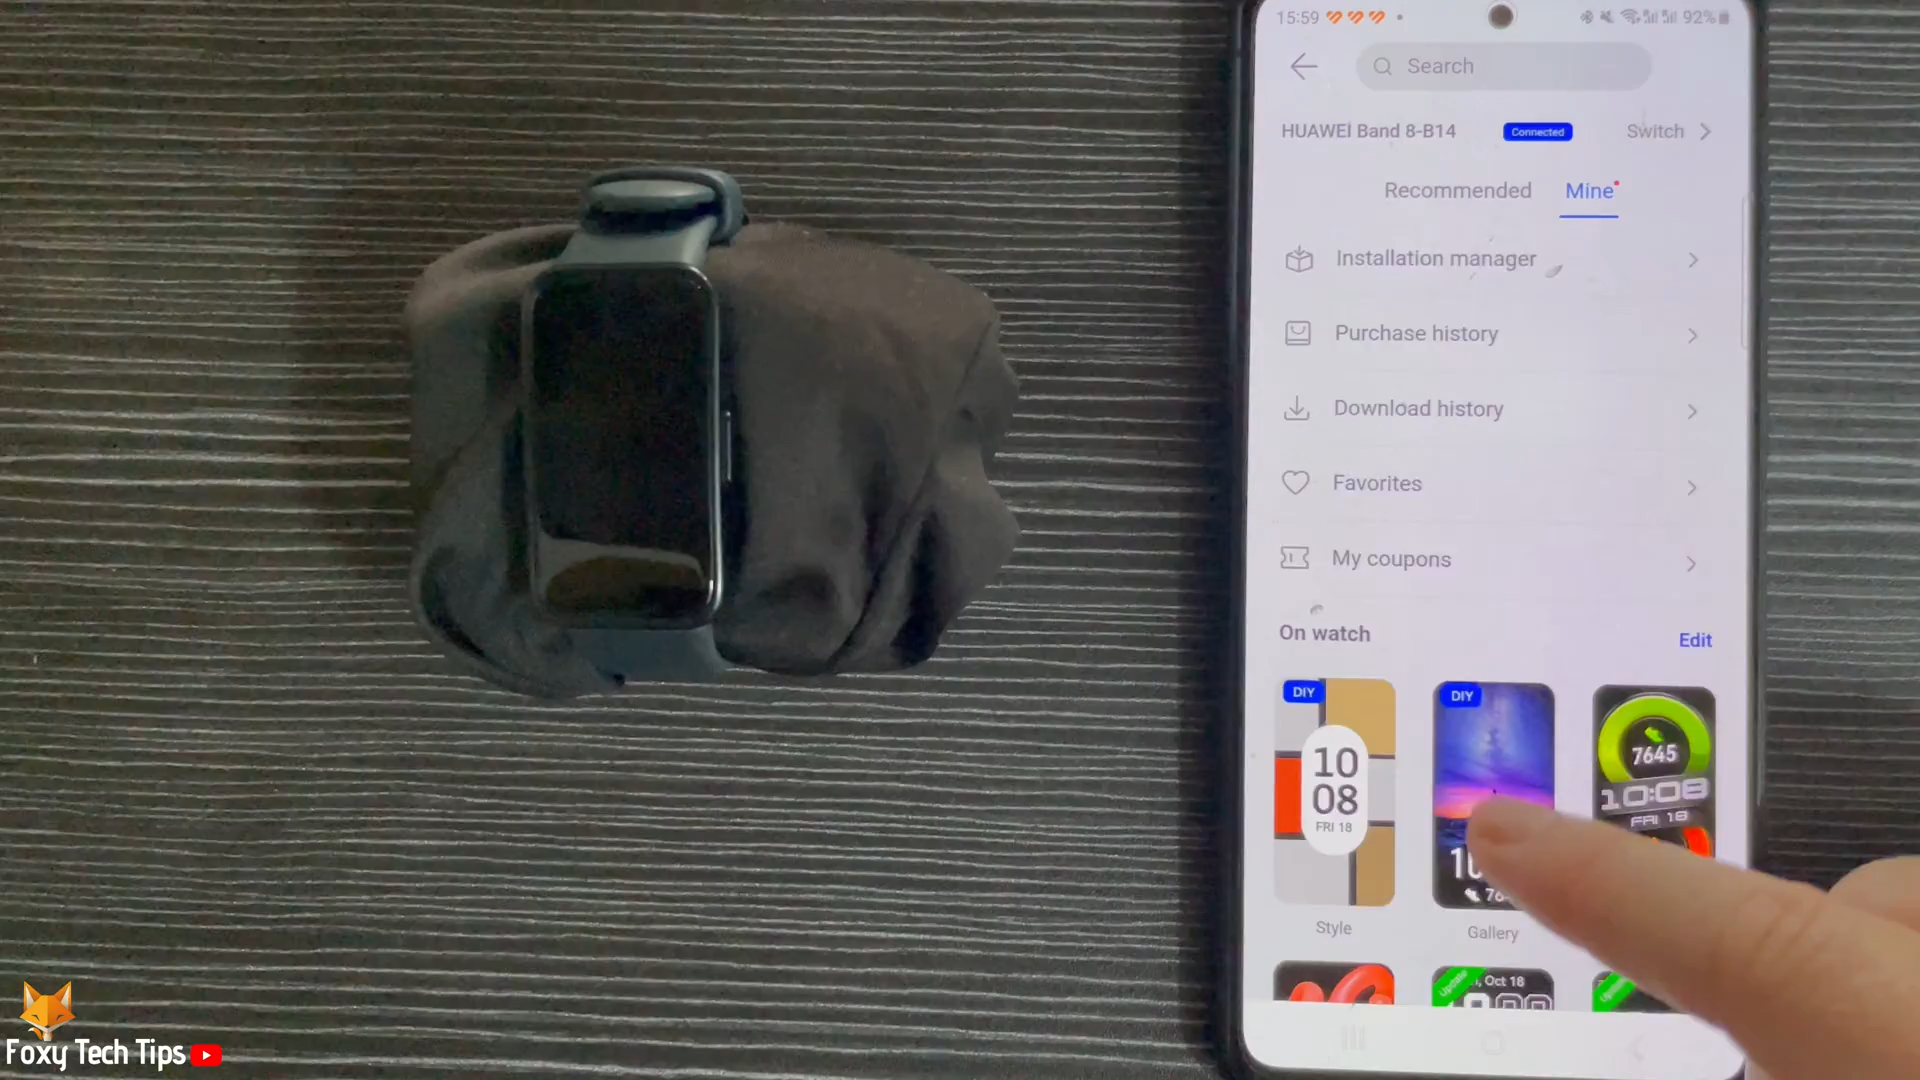 15:59
92%
Search
HUAWEI Band 8-B14
Connected
Switch
Recommended
Mine
Installation manager
Purchase history
Download history
Favorites
My coupons
On watch
Edit
DIY
10
08
FRI 18
Style
DIY
Gallery
7645
10:08
FRI 18
Update
Oct 18
Foxy Tech Tips